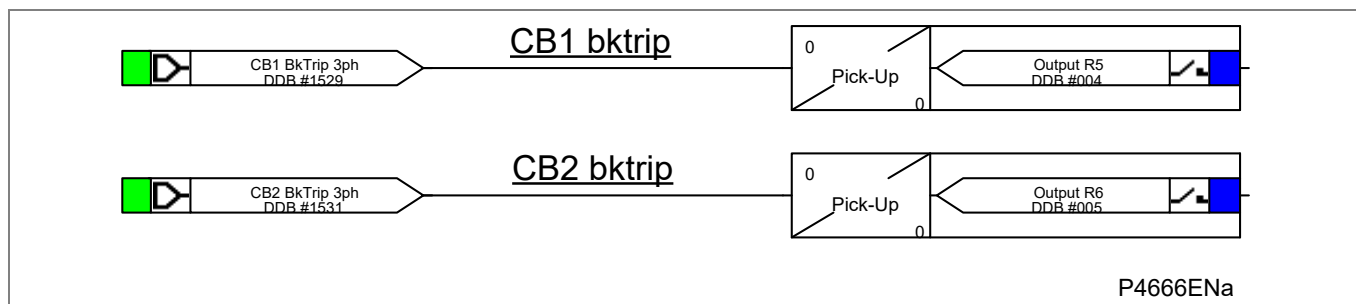 CB1 bktrip
CB1 BkTrip 3ph
DDB #1529
0
Pick-Up
0
Output R5
DDB #004
CB2 bktrip
CB2 BkTrip 3ph
DDB #1531
0
Pick-Up
0
Output R6
DDB #005
P4666ENa